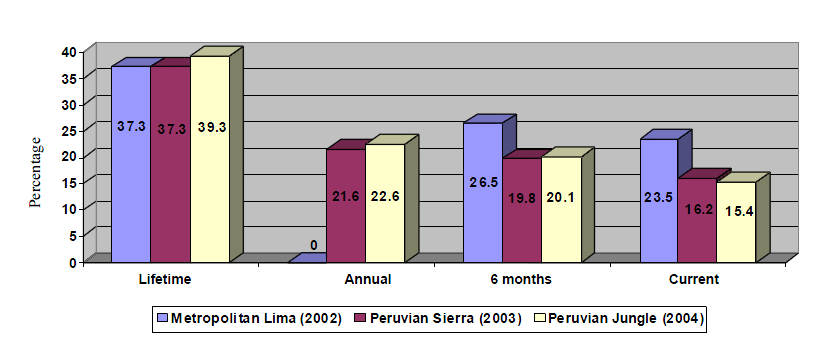 Percentage
40
35
30
25
20
15
10
5
0
37.3 37.3 39.3
0 21.6 22.6
26.5 19.8 20.1
23.5 16.2 15.4
Lifetime Annual 6 months Current
Metropolitan Lima (2002) Peruvian Sierra (2003) Peruvian Jungle (2004)